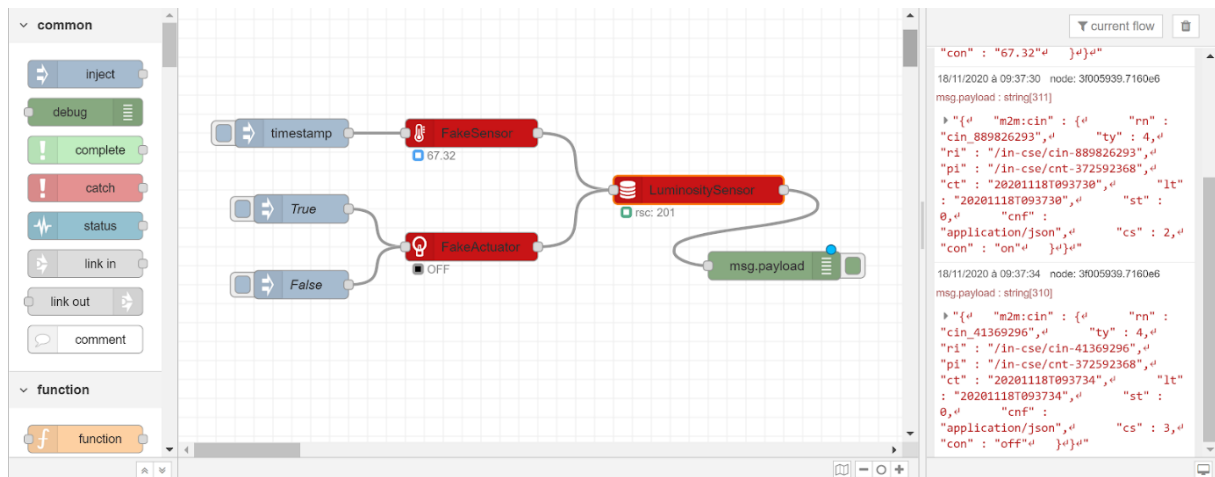 common
inject
debug
complete
catch
status
link in
link out
comment
function
function
timestamp
FakeSensor
67.32
True
FakeActuator
OFF
False
LuminositySensor
rsc: 201
msg.payload
current flow
"con" : "67.32"↵   }↵}↵"
18/11/2020 à 09:37:30   node: 3f005939.7160e6
msg.payload : string[311]
"{↵   "m2m:cin" : {↵      "rn" :
"cin_889826293",↵      "ty" : 4,↵
"ri" : "/in-cse/cin-889826293",↵
"pi" : "/in-cse/cnt-372592368",↵
"ct" : "20201118T093730",↵      "lt"
: "20201118T093730",↵      "st" :
0,↵      "cnf" :
"application/json",↵      "cs" : 2,↵
"con" : "on"↵   }↵}↵"
18/11/2020 à 09:37:34   node: 3f005939.7160e6
msg.payload : string[310]
"{↵   "m2m:cin" : {↵      "rn" :
"cin_41369296",↵      "ty" : 4,↵
"ri" : "/in-cse/cin-41369296",↵
"pi" : "/in-cse/cnt-372592368",↵
"ct" : "20201118T093734",↵      "lt"
: "20201118T093734",↵      "st" :
0,↵      "cnf" :
"application/json",↵      "cs" : 3,↵
"con" : "off"↵   }↵}↵"